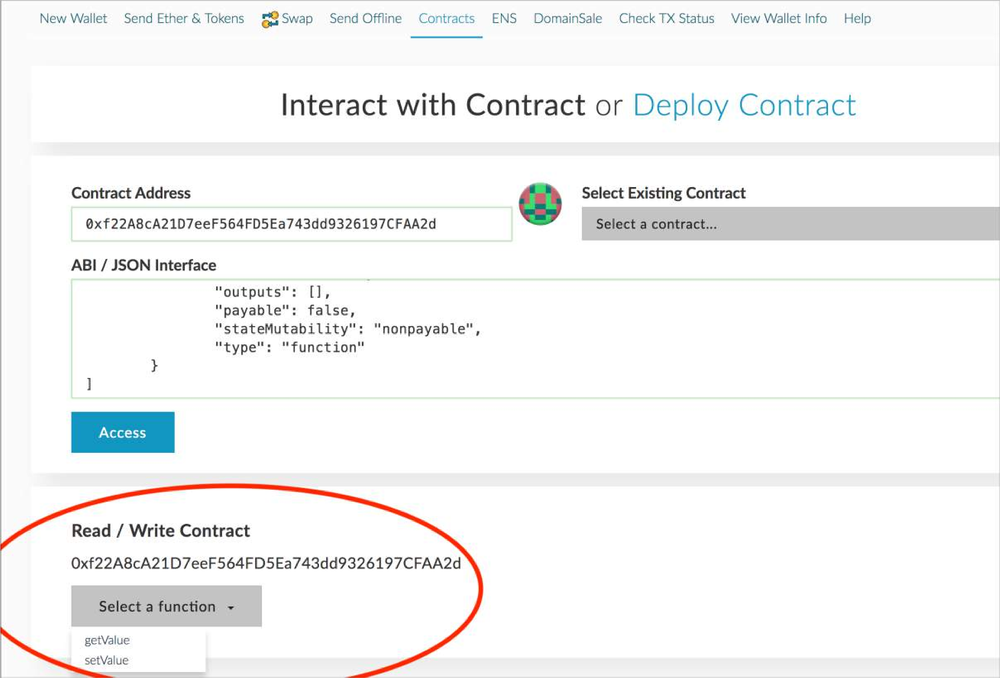 New Wallet Send Ether & Tokens Swap Send Offline Contracts ENS DomainSale Check TX Status View Wallet Info Help
Interact with Contract or Deploy Contract
Contract Address
Select Existing Contract
0xf22A8cA21D7eeF564FD5Ea743dd9326197CFAA2d
Select a contract...
ABI / JSON Interface
"outputs": [],
"payable": false,
"stateMutability": "nonpayable",
"type": "function"
}
]
Access
Read / Write Contract
0xf22A8cA21D7eeF564FD5Ea743dd9326197CFAA2d
Select a function
getValue
setValue